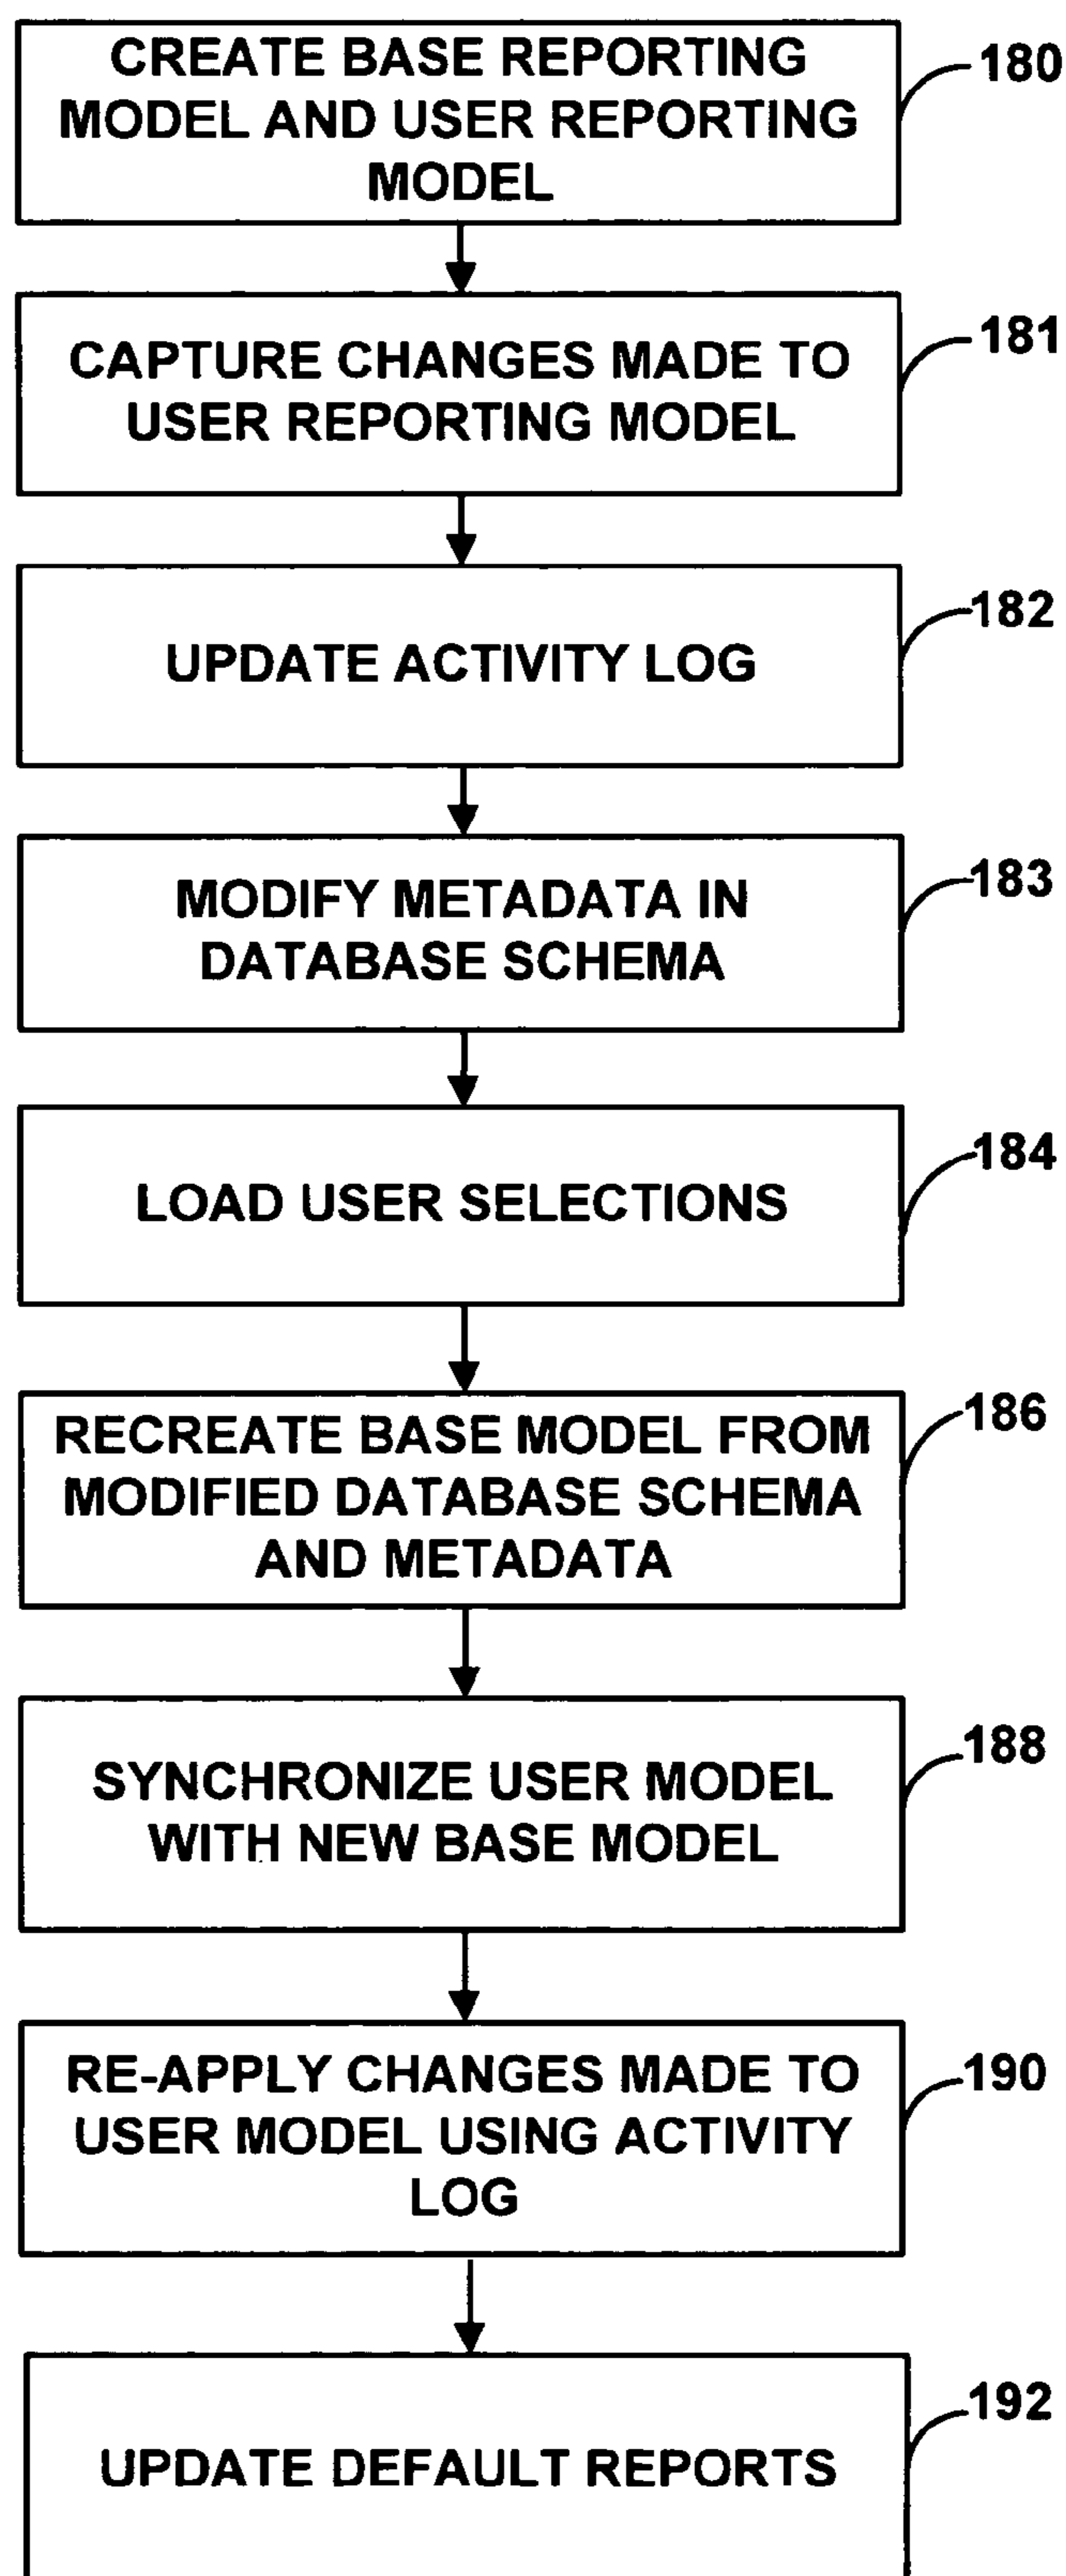 CREATE BASE REPORTING
MODEL AND USER REPORTING
MODEL
180
CAPTURE CHANGES MADE TO
USER REPORTING MODEL
181
UPDATE ACTIVITY LOG
182
MODIFY METADATA IN
DATABASE SCHEMA
183
LOAD USER SELECTIONS
184
RECREATE BASE MODEL FROM
MODIFIED DATABASE SCHEMA
AND METADATA
186
SYNCHRONIZE USER MODEL
WITH NEW BASE MODEL
188
RE-APPLY CHANGES MADE TO
USER MODEL USING ACTIVITY
LOG
190
UPDATE DEFAULT REPORTS
192